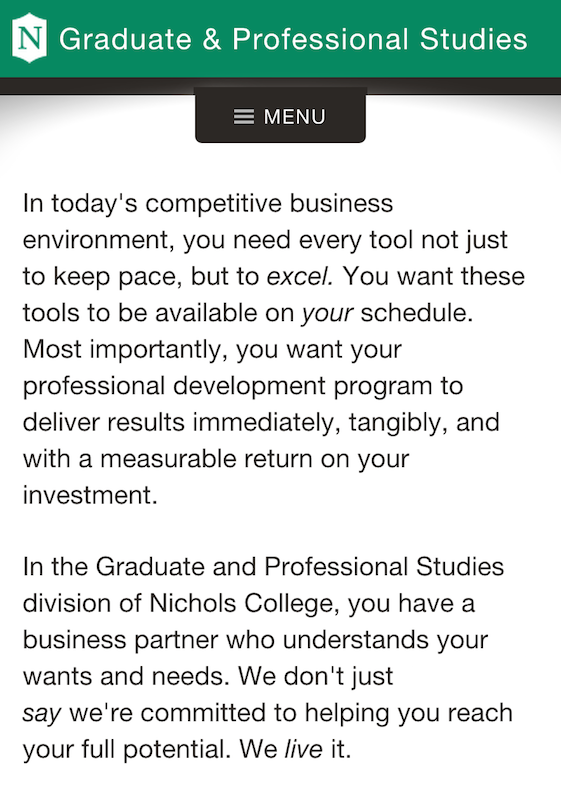 N Graduate & Professional Studies
MENU
In today's competitive business
environment, you need every tool not just
to keep pace, but to excel. You want these
tools to be available on your schedule.
Most importantly, you want your
professional development program to
deliver results immediately, tangibly, and
with a measurable return on your
investment.
In the Graduate and Professional Studies
division of Nichols College, you have a
business partner who understands your
wants and needs. We don't just
say we're committed to helping you reach
your full potential. We live it.